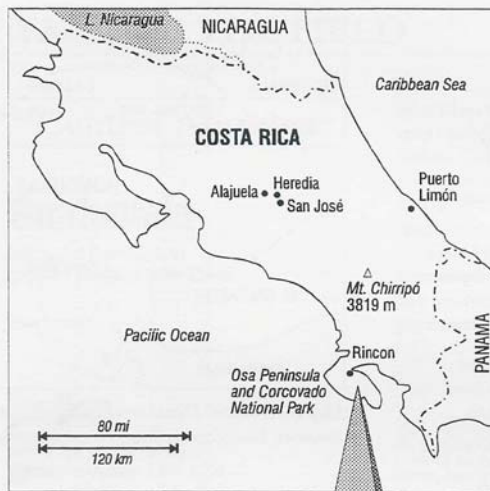 L. Nicaragua
NICARAGUA
Caribbean Sea
COSTA RICA
Alajuela
Heredia
San José
Puerto
Limón
Mt. Chirripó
3819 m
PANAMA
Pacific Ocean
Rincon
Osa Peninsula
and Corcovado
National Park
80 mi
120 km